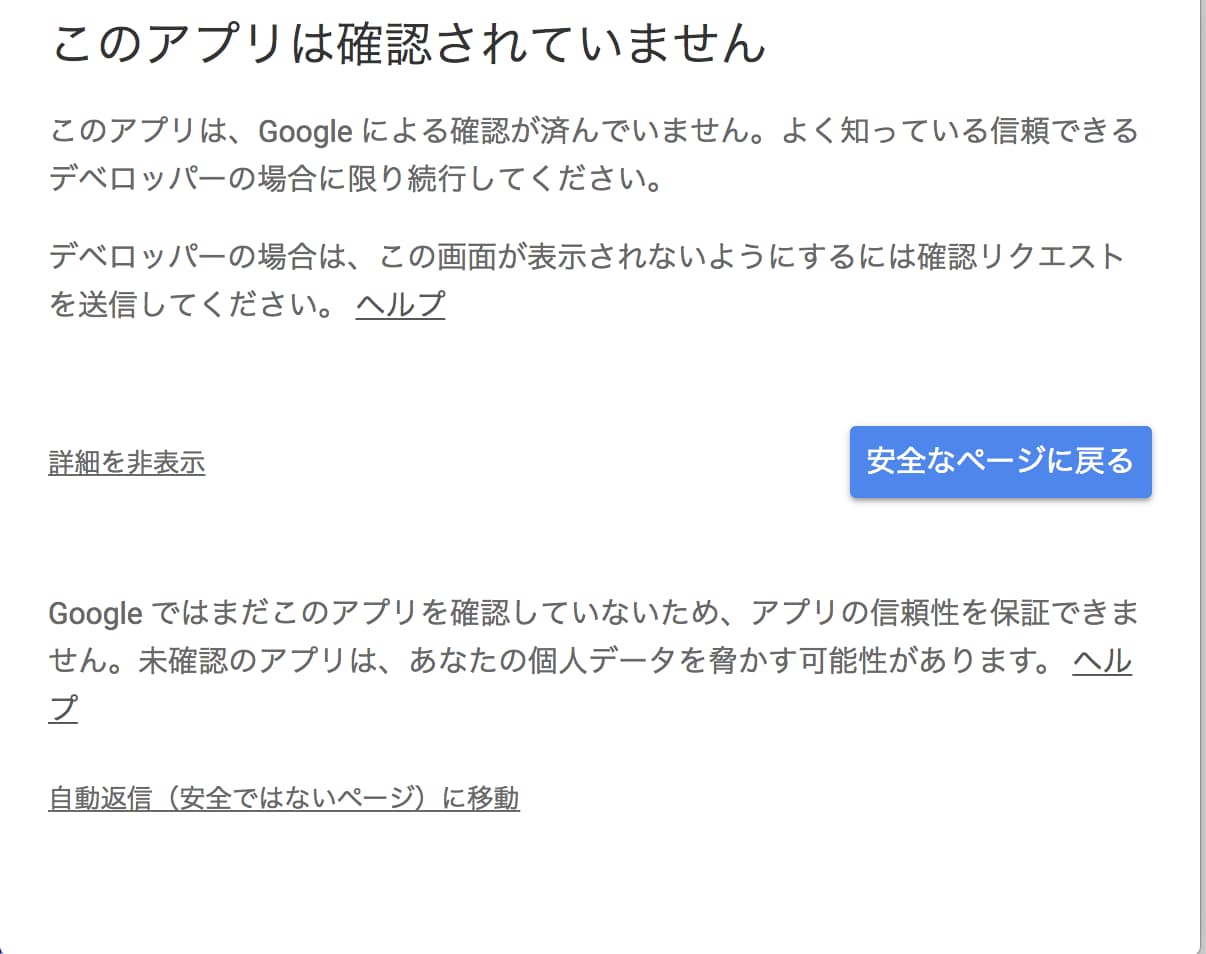 このアプリは確認されていません
このアプリは、Google による確認が済んでいません。よく知っている信頼できる
デベロッパーの場合に限り続行してください。
デベロッパーの場合は、この画面が表示されないようにするには確認リクエスト
を送信してください。 ヘルプ
詳細を非表示
安全なページに戻る
Google ではまだこのアプリを確認していないため、アプリの信頼性を保証できま
せん。未確認のアプリは、あなたの個人データを脅かす可能性があります。 ヘル
プ
自動返信（安全ではないページ）に移動